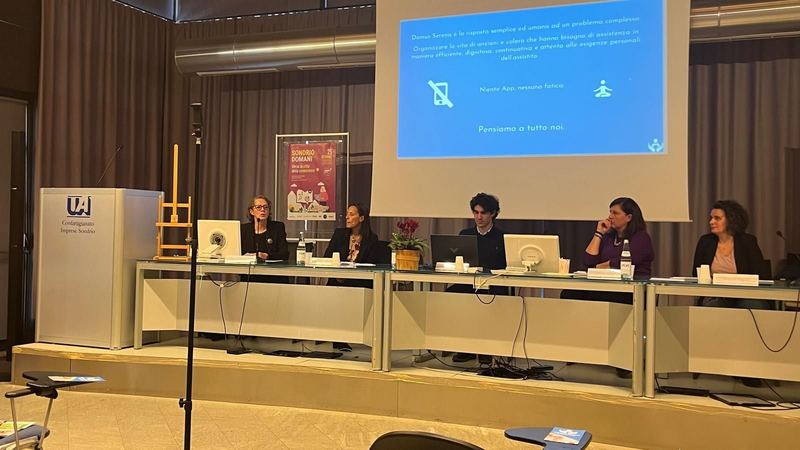 Domus Serena è la risposta semplice ed umana ad un problema complesso.
Organizzare la vita di anziani e coloro che hanno bisogno di assistenza in
maniera efficiente, dignitosa, continuativa e attenta alle esigenze personali
dell'assistito
Niente App, nessuna fatica
Pensiamo a tutto noi.
SONDRIO
DOMANI
25
UA
Confartigianato
Imprese Sondrio